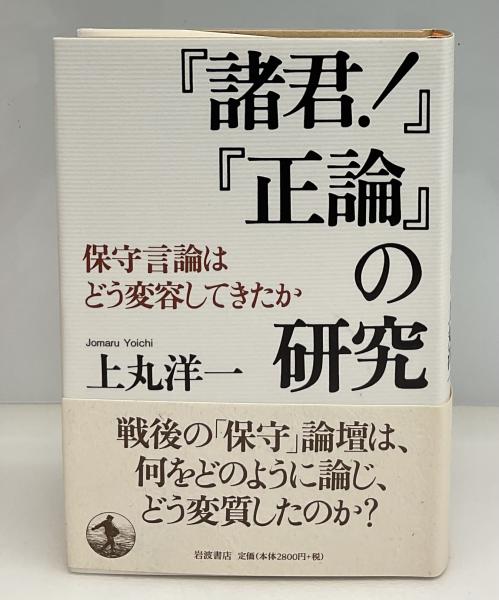 『諸君！』
『正論』
の
研究
保守言論は
どう変容してきたか
Jomaru Yoichi
上丸洋一
戦後の「保守」論壇は、
何をどのように論じ、
どう変質したのか？
岩波書店 定価(本体2800円+税)